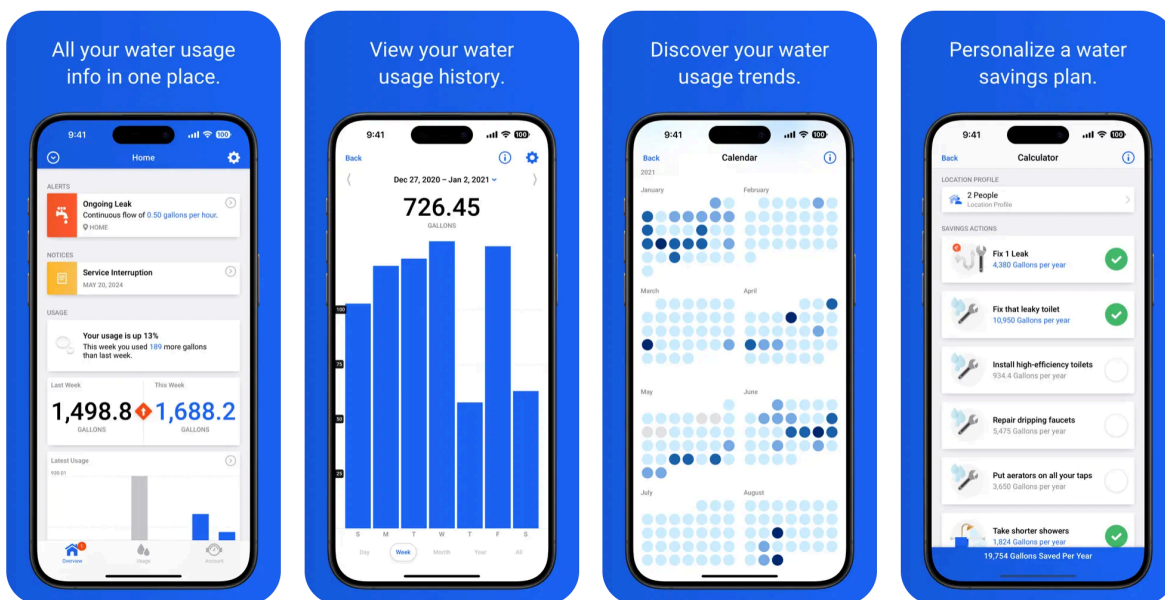 All your water usage
info in one place.
9:41
100
Home
ALERTS
Ongoing Leak
Continuous flow of 0.50 gallons per hour.
HOME
NOTICES
Service Interruption
MAY 20, 2024
USAGE
Your usage is up 13%
This week you used 189 more gallons
than last week.
Last Week
This Week
1,498.8
1,688.2
GALLONS
GALLONS
Latest Usage
1
Overview
Usage
Account
View your water
usage history.
9:41
100
Back
Dec 27, 2020 – Jan 2, 2021
726.45
GALLONS
100
75
50
25
S M T W T F S
Day Week Month Year All
Discover your water
usage trends.
9:41
100
Back
Calendar
2021
January
February
March
April
May
June
July
August
Personalize a water
savings plan.
9:41
100
Back
Calculator
LOCATION PROFILE
2 People
Location Profile
SAVINGS ACTIONS
Fix 1 Leak
4,380 Gallons per year
Fix that leaky toilet
10,950 Gallons per year
Install high-efficiency toilets
934.4 Gallons per year
Repair dripping faucets
5,475 Gallons per year
Put aerators on all your taps
3,650 Gallons per year
Take shorter showers
1,824 Gallons per year
19,754 Gallons Saved Per Year